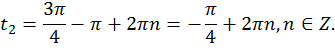 t₂ = 3π/4 − π + 2πn = −π/4 + 2πn, n ∈ Z.